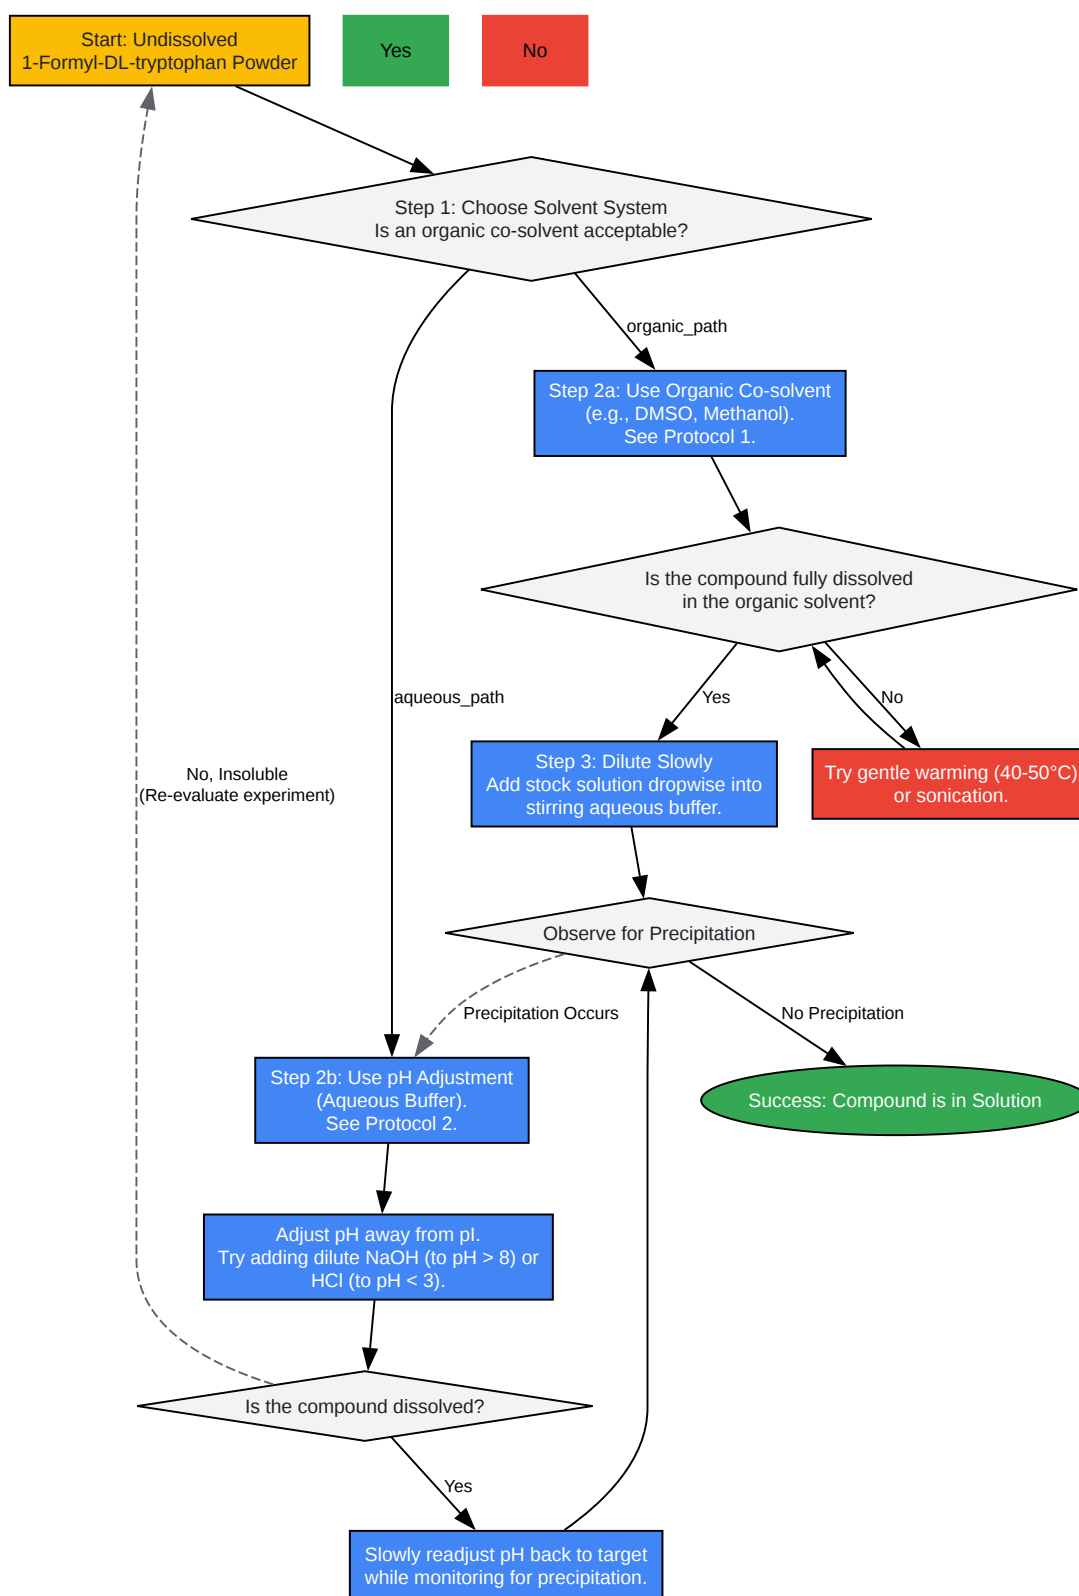 Start: Undissolved
1-Formyl-DL-tryptophan Powder
Yes
No
Step 1: Choose Solvent System
Is an organic co-solvent acceptable?
organic_path
Step 2a: Use Organic Co-solvent
(e.g., DMSO, Methanol).
See Protocol 1.
Is the compound fully dissolved
in the organic solvent?
aqueous_path
Yes
No
No, Insoluble
(Re-evaluate experiment)
Step 3: Dilute Slowly
Add stock solution dropwise into
stirring aqueous buffer.
Try gentle warming (40-50°C)
or sonication.
Observe for Precipitation
Precipitation Occurs
No Precipitation
Step 2b: Use pH Adjustment
(Aqueous Buffer).
See Protocol 2.
Success: Compound is in Solution
Adjust pH away from pI.
Try adding dilute NaOH (to pH > 8) or
HCl (to pH < 3).
Is the compound dissolved?
Yes
Slowly readjust pH back to target
while monitoring for precipitation.